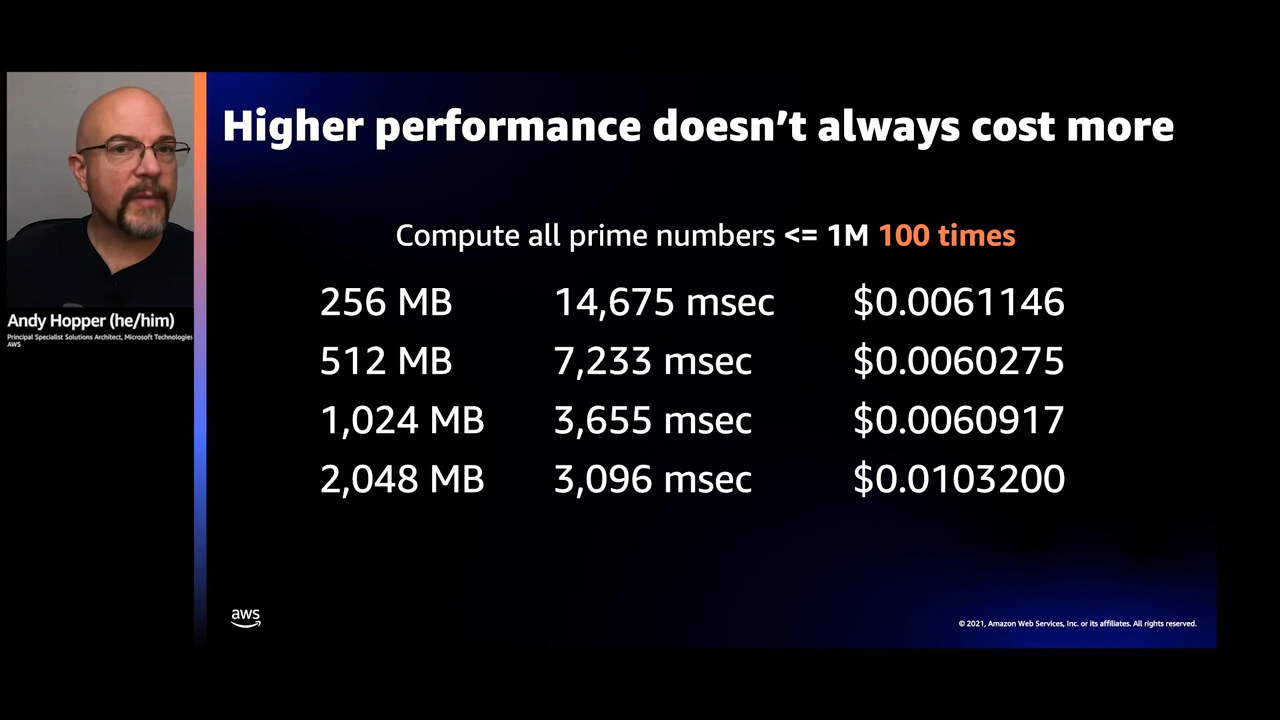 Higher performance doesn't always cost more
Compute all prime numbers <= 1M 100 times
256 MB 14,675 msec $0.0061146
512 MB 7,233 msec $0.0060275
1,024 MB 3,655 msec $0.0060917
2,048 MB 3,096 msec $0.0103200
Andy Hopper (he/him)
Principal Specialist Solutions Architect, Microsoft Technologies
AWS
aws
© 2021, Amazon Web Services, Inc. or its affiliates. All rights reserved.